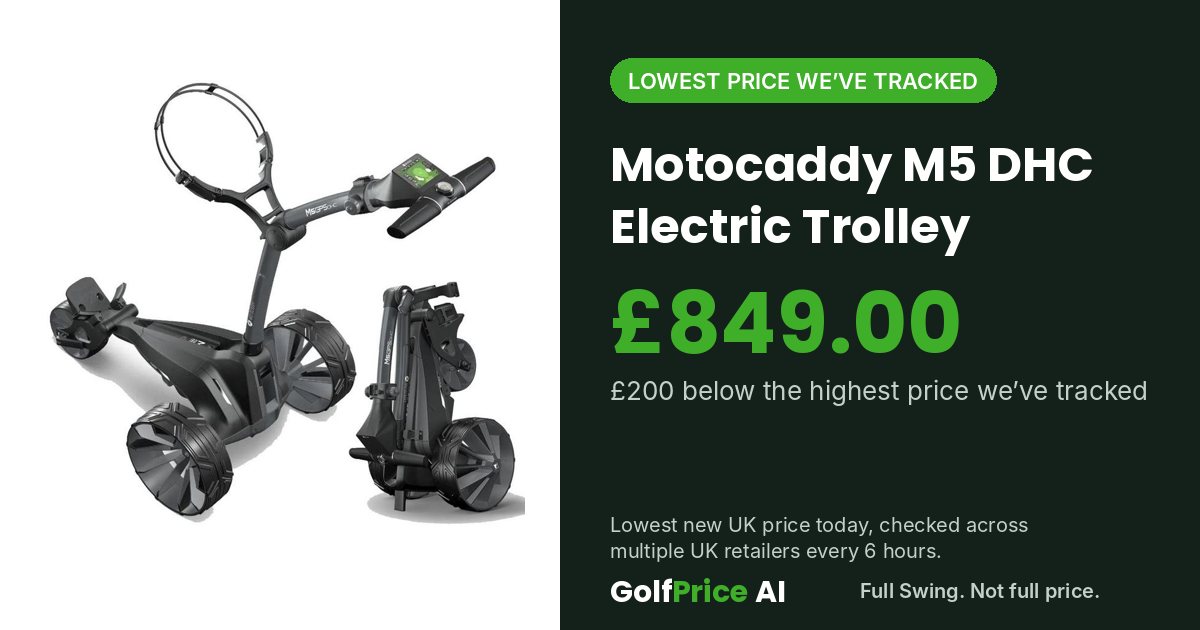 LOWEST PRICE WE’VE TRACKED
Motocaddy M5 DHC
Electric Trolley
£849.00
£200 below the highest price we’ve tracked
Lowest new UK price today, checked across
multiple UK retailers every 6 hours.
GolfPrice AI
Full Swing. Not full price.